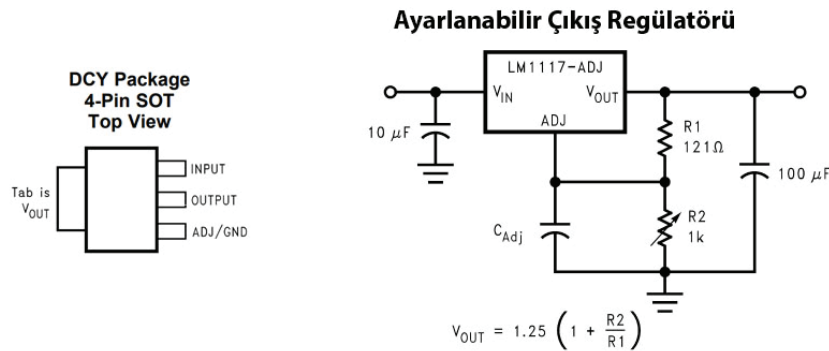 Ayarlanabilir Çıkış Regülatörü
DCY Package
4-Pin SOT
Top View
Tab is
VOUT
INPUT
OUTPUT
ADJ/GND
LM1117-ADJ
VIN
VOUT
ADJ
10 µF
R1
121Ω
100 µF
CAdj
R2
1k
VOUT = 1.25 (1 + R2/R1)